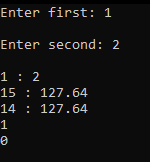 Enter first: 1
Enter second: 2
1 : 2
15 : 127.64
14 : 127.64
1
0